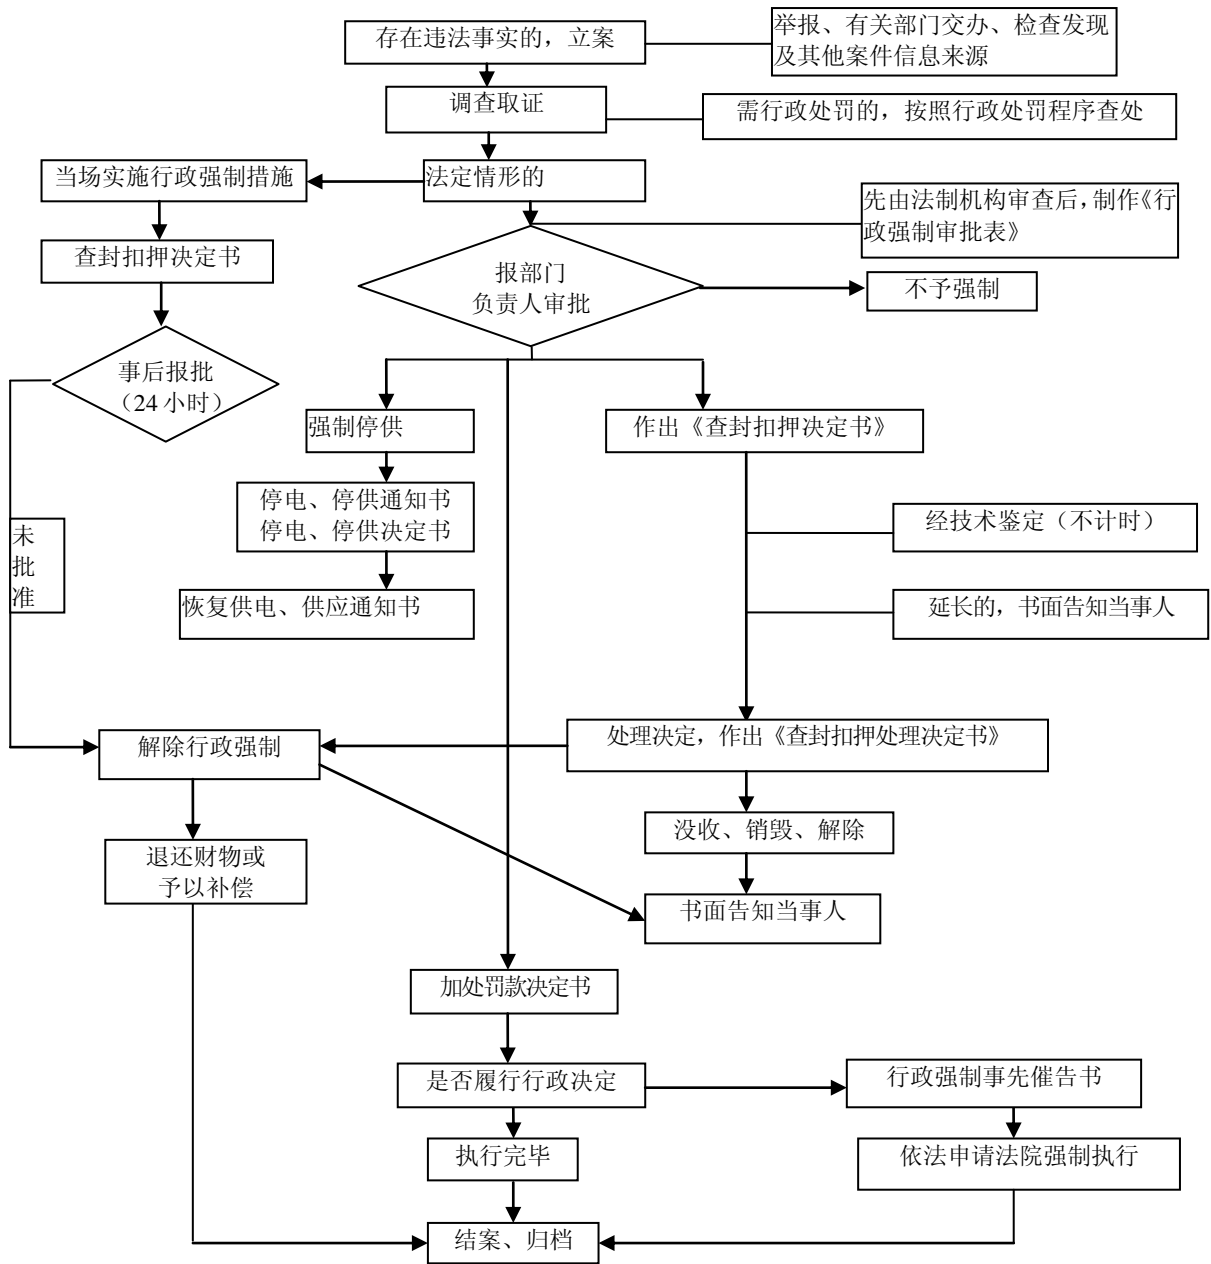 存在违法事实的，立案
举报、有关部门交办、检查发现
及其他案件信息来源
调查取证
需行政处罚的，按照行政处罚程序查处
当场实施行政强制措施
法定情形的
先由法制机构审查后，制作《行
政强制审批表》
查封扣押决定书
报部门
负责人审批
不予强制
事后报批
（24小时）
强制停供
作出《查封扣押决定书》
停电、停供通知书
停电、停供决定书
经技术鉴定（不计时）
未
批
准
恢复供电、供应通知书
延长的，书面告知当事人
解除行政强制
处理决定，作出《查封扣押处理决定书》
没收、销毁、解除
退还财物或
予以补偿
书面告知当事人
加处罚款决定书
是否履行行政决定
行政强制事先催告书
执行完毕
依法申请法院强制执行
结案、归档